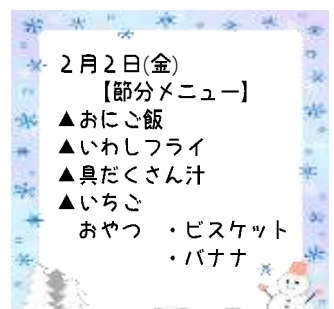 ２月２日(金)
【節分メニュー】
▲おにご飯
▲いわしフライ
▲具だくさん汁
▲いちご
おやつ ・ビスケット
・バナナ